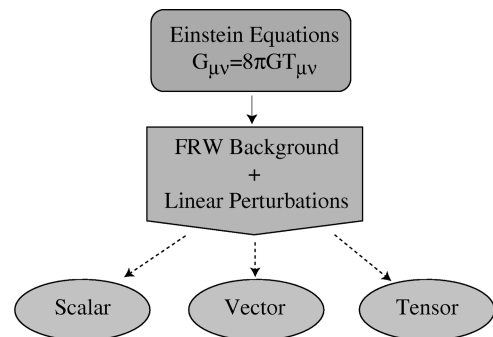 Einstein Equations
Gμν=8πGTμν
FRW Background
+
Linear Perturbations
Scalar
Vector
Tensor